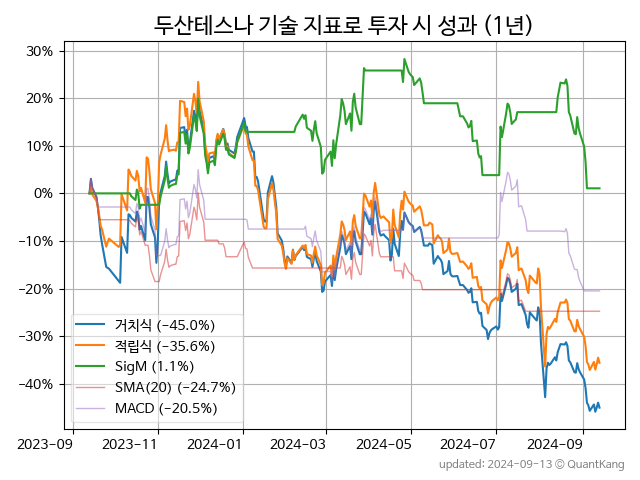 두산테스나 기술 지표로 투자 시 성과 (1년)
30%
20%
10%
0%
−10%
−20%
−30%
−40%
거치식 (−45.0%)
적립식 (−35.6%)
SigM (1.1%)
SMA(20) (−24.7%)
MACD (−20.5%)
2023-09
2023-11
2024-01
2024-03
2024-05
2024-07
2024-09
updated: 2024-09-13 ⓒ QuantKang